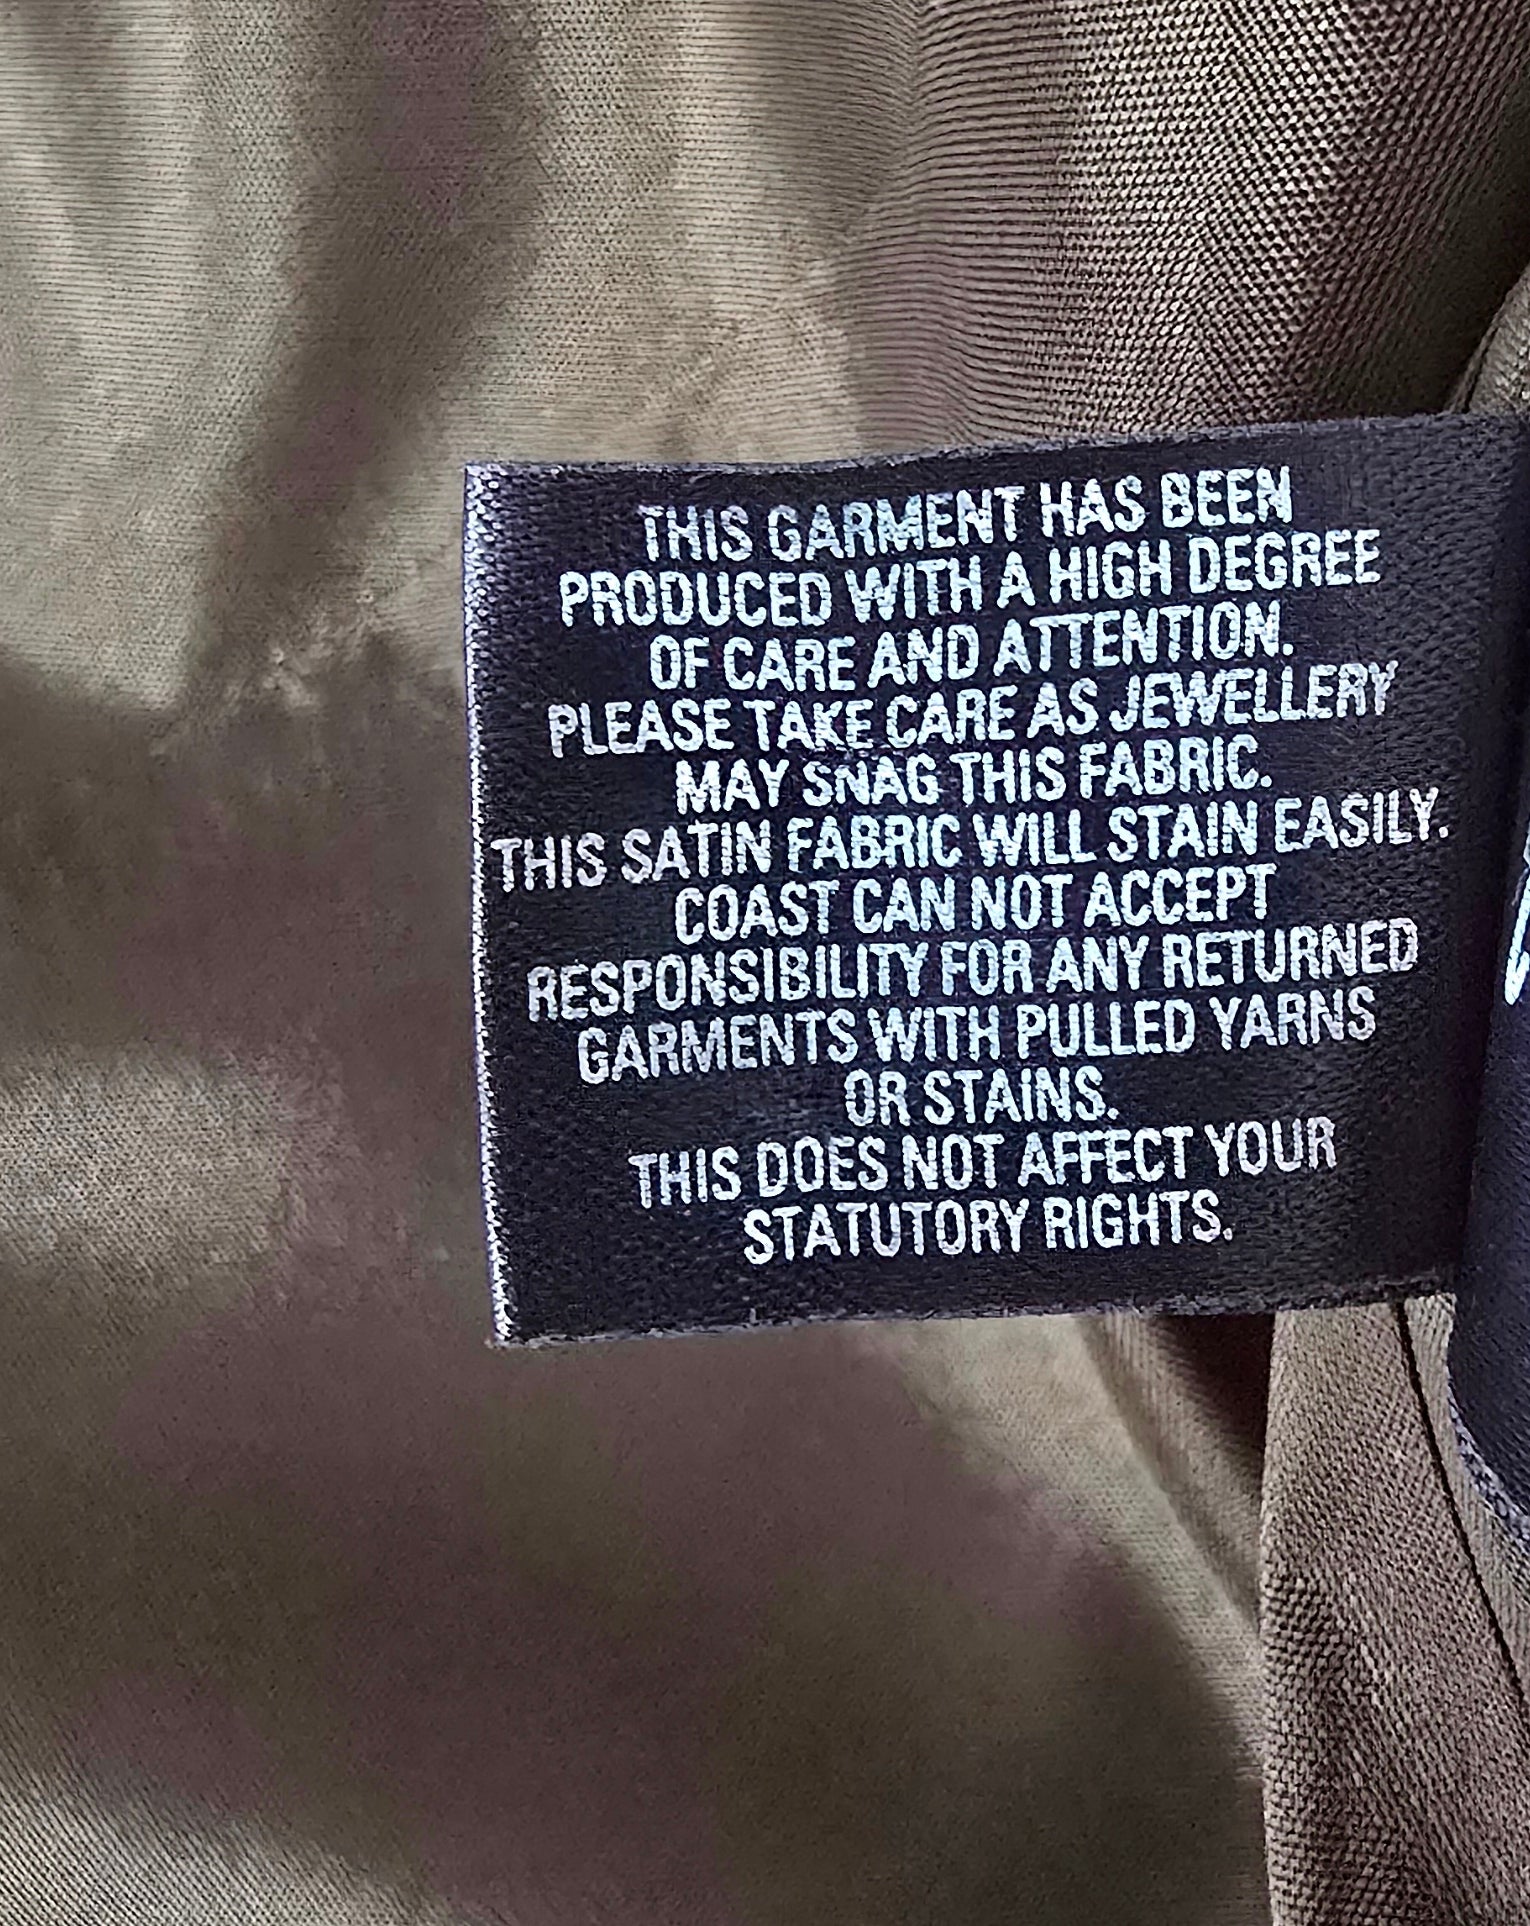 THIS GARMENT HAS BEEN
PRODUCED WITH A HIGH DEGREE
OF CARE AND ATTENTION.
PLEASE TAKE CARE AS JEWELLERY
MAY SNAG THIS FABRIC.
THIS SATIN FABRIC WILL STAIN EASILY.
COAST CAN NOT ACCEPT
RESPONSIBILITY FOR ANY RETURNED
GARMENTS WITH PULLED YARNS
OR STAINS.
THIS DOES NOT AFFECT YOUR
STATUTORY RIGHTS.